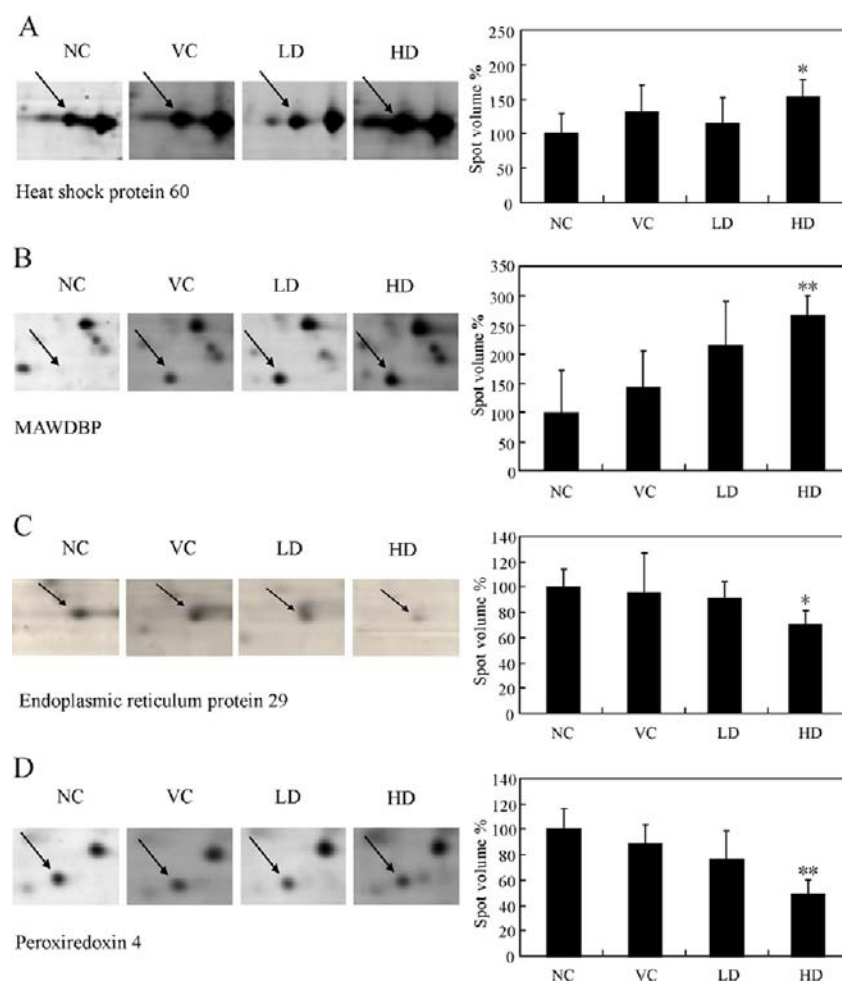 A
NC VC LD HD
Heat shock protein 60
Spot volume %
250
200
150
100
50
0
*
NC VC LD HD
B
NC VC LD HD
MAWDBP
Spot volume %
350
300
250
200
150
100
50
0
**
NC VC LD HD
C
NC VC LD HD
Endoplasmic reticulum protein 29
Spot volume %
140
120
100
80
60
40
20
0
*
NC VC LD HD
D
NC VC LD HD
Peroxiredoxin 4
Spot volume %
140
120
100
80
60
40
20
0
**
NC VC LD HD